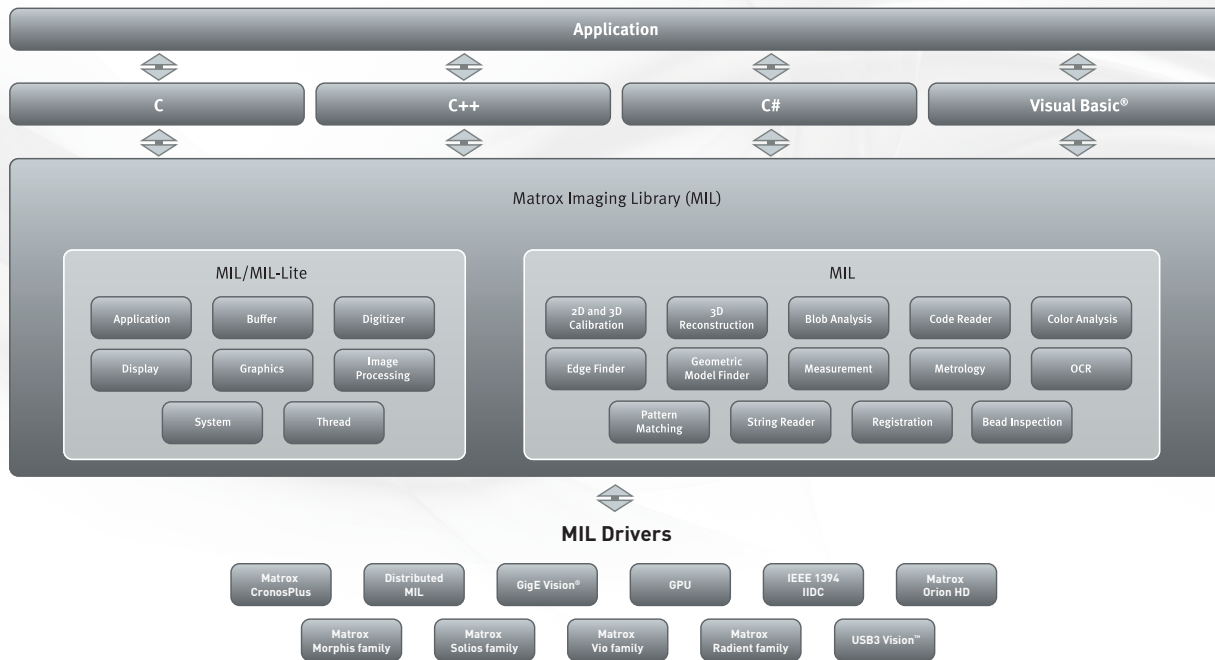 Application
C
C++
C#
Visual Basic®
Matrox Imaging Library (MIL)
MIL/MIL-Lite
Application
Buffer
Digitizer
Display
Graphics
Image
Processing
System
Thread
MIL
2D and 3D
Calibration
3D
Reconstruction
Blob Analysis
Code Reader
Color Analysis
Edge Finder
Geometric
Model Finder
Measurement
Metrology
OCR
Pattern
Matching
String Reader
Registration
Bead Inspection
MIL Drivers
Matrox
CronosPlus
Distributed
MIL
GigE Vision®
GPU
IEEE 1394
IIDC
Matrox
Orion HD
Matrox
Morphis family
Matrox
Solios family
Matrox
Vio family
Matrox
Radient family
USB3 Vision™